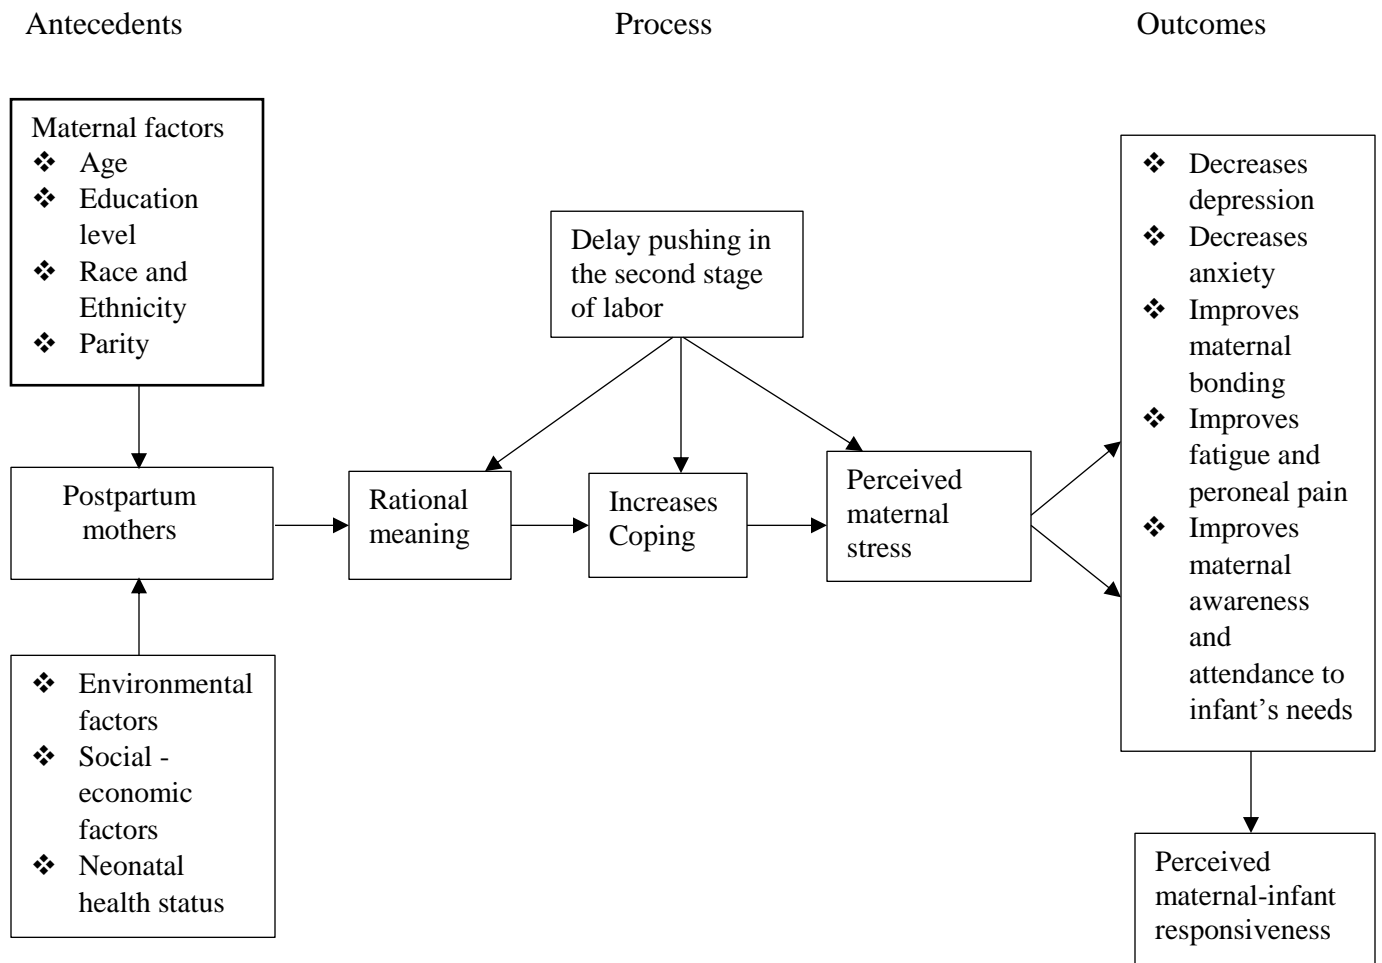 Antecedents
Process
Outcomes
Maternal factors
❖ Age
❖ Education
level
❖ Race and
Ethnicity
❖ Parity
Postpartum
mothers
❖ Environmental
factors
❖ Social -
economic
factors
❖ Neonatal
health status
Delay pushing in
the second stage
of labor
Rational
meaning
Increases
Coping
Perceived
maternal
stress
❖ Decreases
depression
❖ Decreases
anxiety
❖ Improves
maternal
bonding
❖ Improves
fatigue and
peroneal pain
❖ Improves
maternal
awareness
and
attendance to
infant’s needs
Perceived
maternal-infant
responsiveness